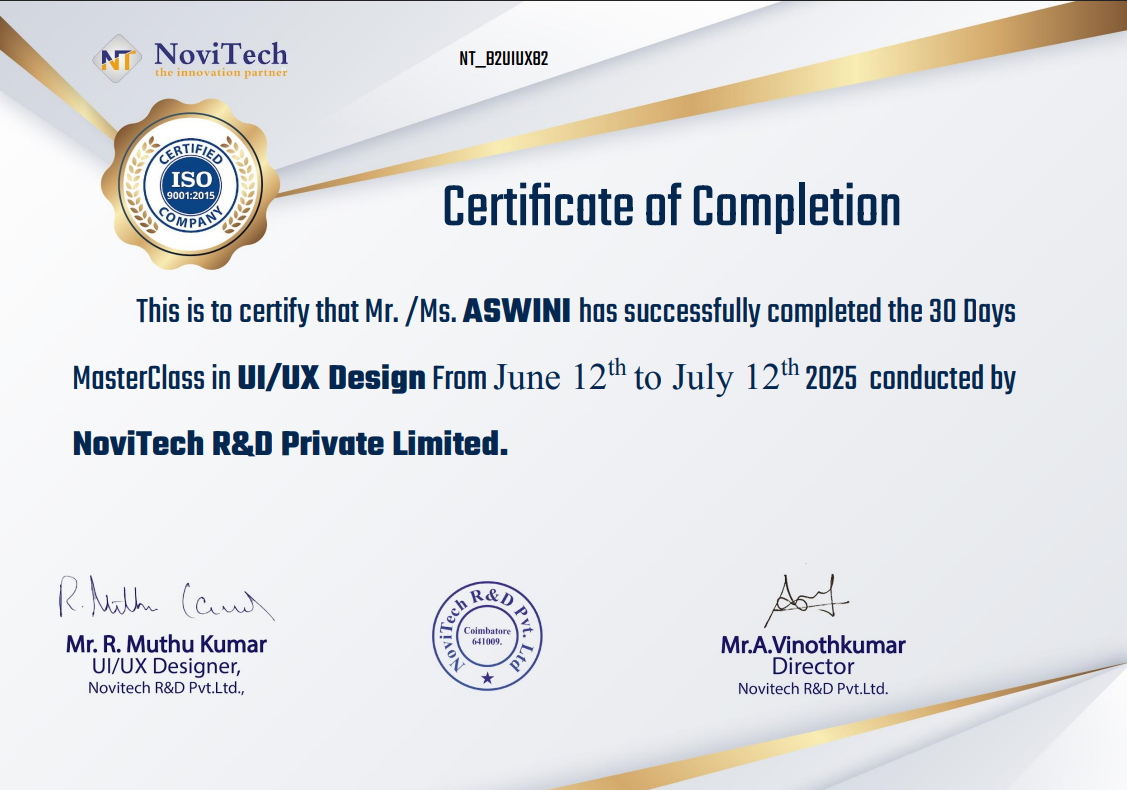 NT NoviTech
the innovation partner
NT_B2UIUX82
CERTIFIED
ISO
9001:2015
COMPANY
Certificate of Completion
This is to certify that Mr. /Ms. ASWINI has successfully completed the 30 Days
MasterClass in UI/UX Design From June 12th to July 12th 2025 conducted by
NoviTech R&D Private Limited.
R. Muthu Kumar
NoviTech R&D Pvt. Ltd
Coimbatore
641009.
Mr. R. Muthu Kumar
UI/UX Designer,
Novitech R&D Pvt.Ltd.,
Mr.A.Vinothkumar
Director
Novitech R&D Pvt.Ltd.